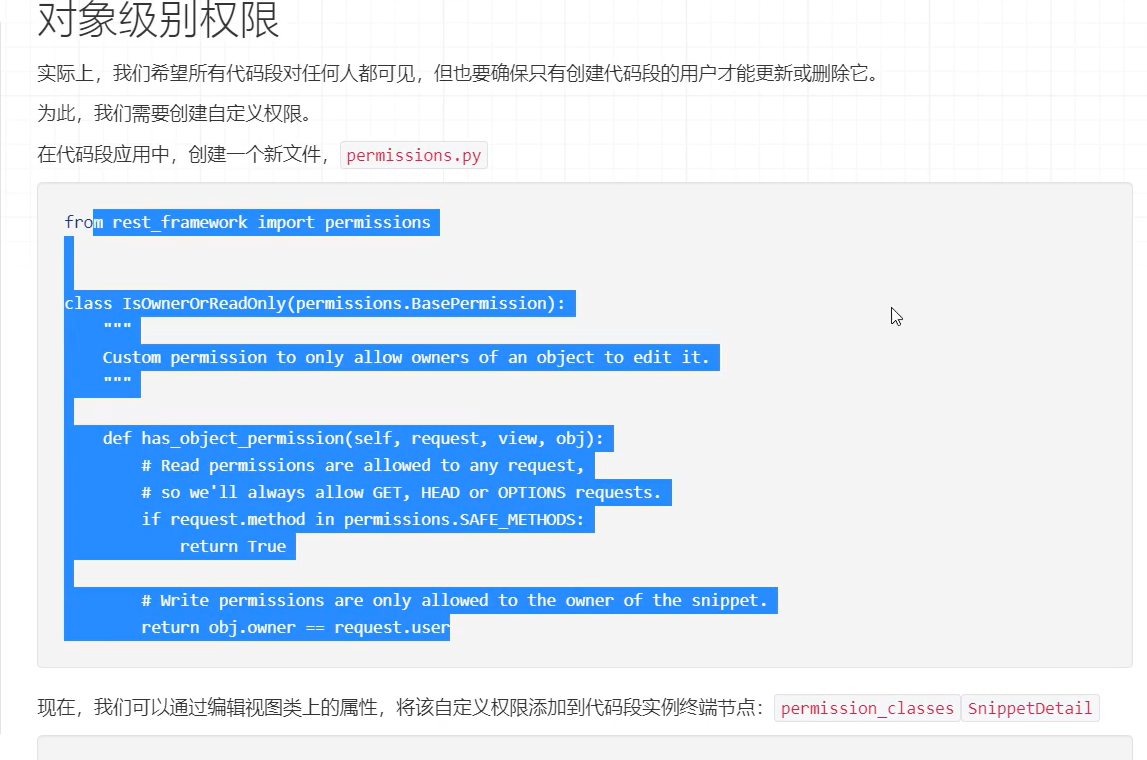 对象级别权限
实际上，我们希望所有代码段对任何人都可见，但也要确保只有创建代码段的用户才能更新或删除它。
为此，我们需要创建自定义权限。
在代码段应用中，创建一个新文件， permissions.py
from rest_framework import permissions
class IsOwnerOrReadOnly(permissions.BasePermission):
    """
    Custom permission to only allow owners of an object to edit it.
    """
    def has_object_permission(self, request, view, obj):
        # Read permissions are allowed to any request,
        # so we'll always allow GET, HEAD or OPTIONS requests.
        if request.method in permissions.SAFE_METHODS:
            return True
        # Write permissions are only allowed to the owner of the snippet.
        return obj.owner == request.user
现在，我们可以通过编辑视图类上的属性，将该自定义权限添加到代码段实例终端节点： permission_classes SnippetDetail